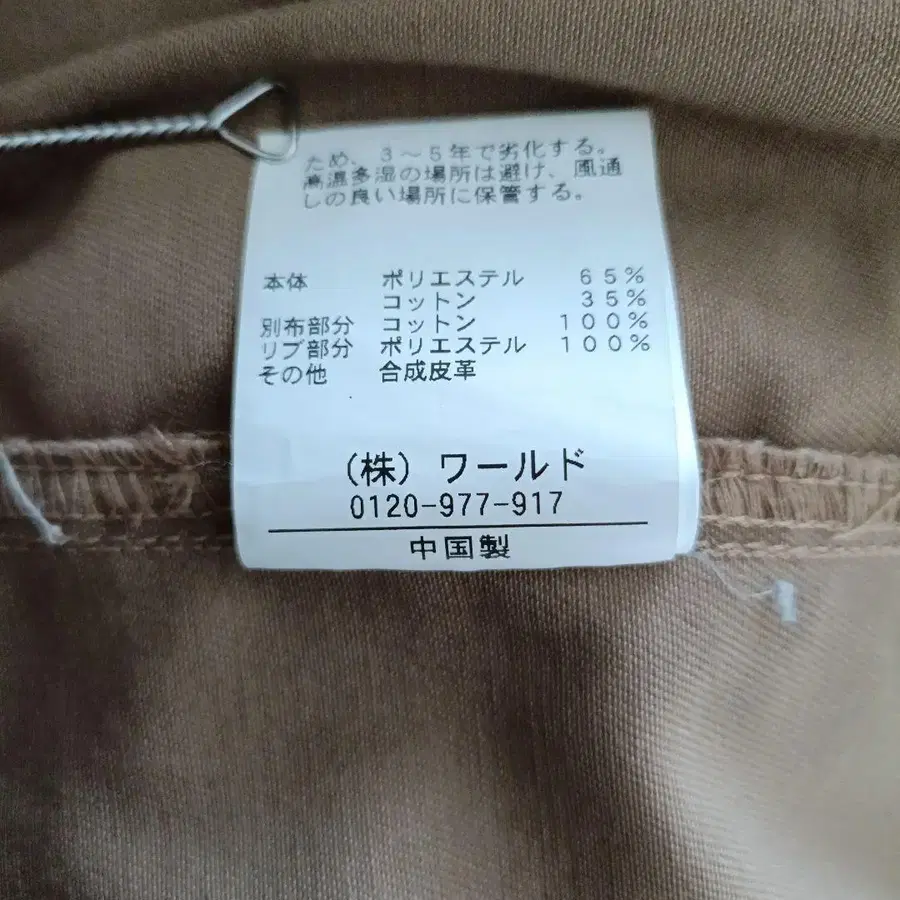 ため、3〜5年で劣化する。
高温多湿の場所は避け、風通
しの良い場所に保管する。
本体 ポリエステル 65%
コットン 35%
別布部分 コットン 100%
リブ部分 ポリエステル 100%
その他 合成皮革
(株) ワールド
0120-977-917
中国製